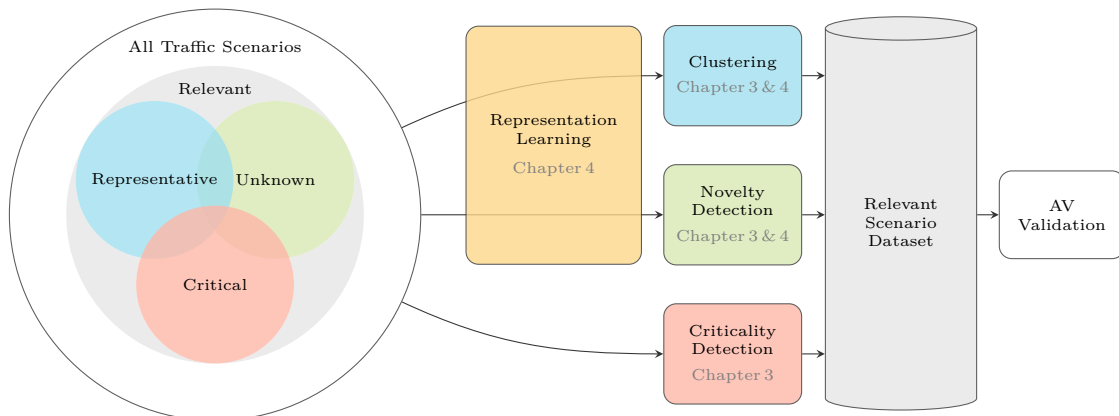 All Traffic Scenarios
Relevant
Representative
Unknown
Critical
Representation
Learning
Chapter 4
Clustering
Chapter 3 & 4
Novelty
Detection
Chapter 3 & 4
Criticality
Detection
Chapter 3
Relevant
Scenario
Dataset
AV
Validation